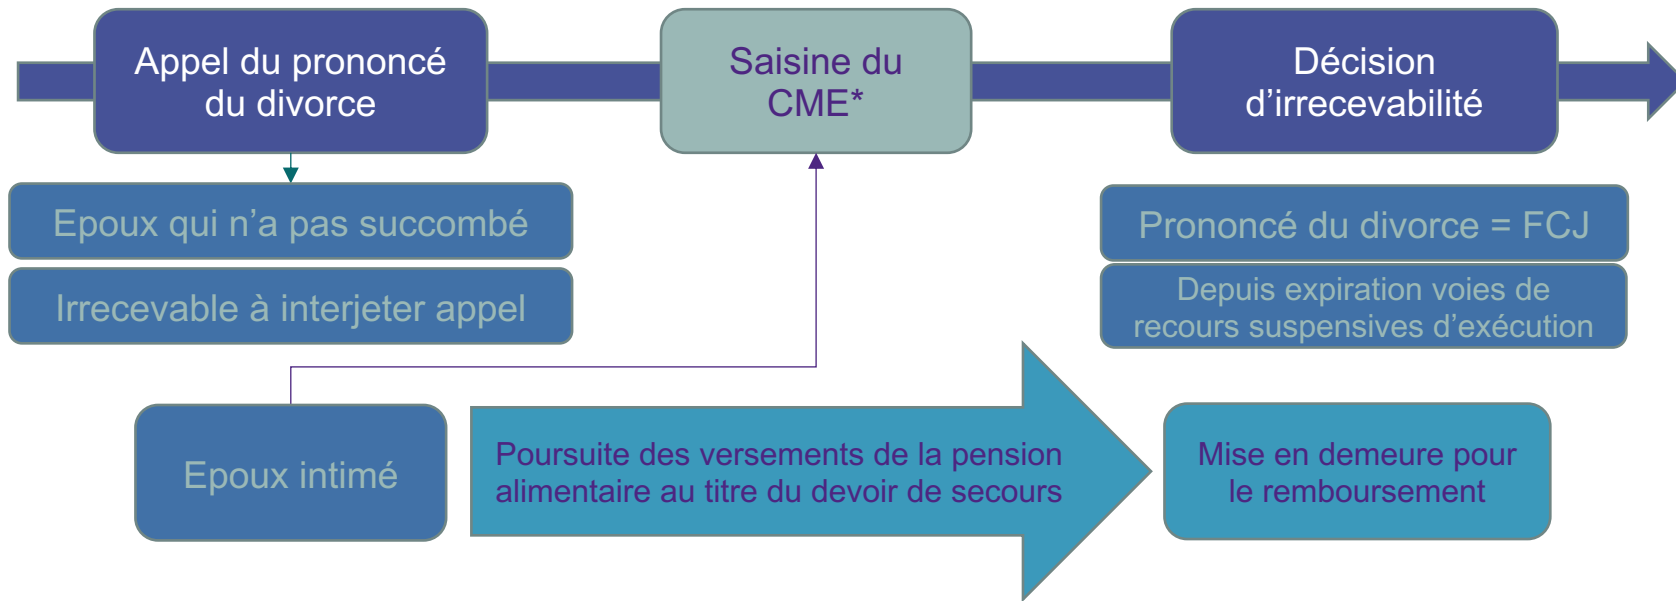 Appel du prononcé
du divorce
Saisine du
CME*
Décision
d’irrecevabilité
Epoux qui n’a pas succombé
Irrecevable à interjeter appel
Prononcé du divorce = FCJ
Depuis expiration voies de
recours suspensives d’exécution
Epoux intimé
Poursuite des versements de la pension
alimentaire au titre du devoir de secours
Mise en demeure pour
le remboursement